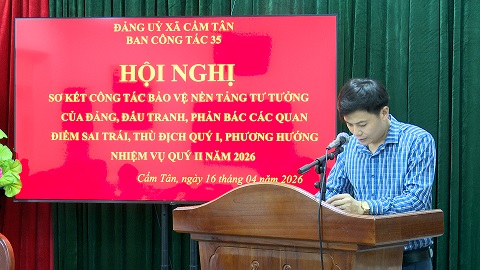 ĐẢNG UỶ XÃ CẨM TÂN
BAN CÔNG TÁC 35
HỘI NGHỊ
SƠ KẾT CÔNG TÁC BẢO VỆ NỀN TẢNG TƯ TƯỞNG
CỦA ĐẢNG, ĐẤU TRANH, PHẢN BÁC CÁC QUAN
ĐIỂM SAI TRÁI, THÙ ĐỊCH QUÝ I, PHƯƠNG HƯỚNG
NHIỆM VỤ QUÝ II NĂM 2026
Cẩm Tân, ngày 16 tháng 04 năm 2026